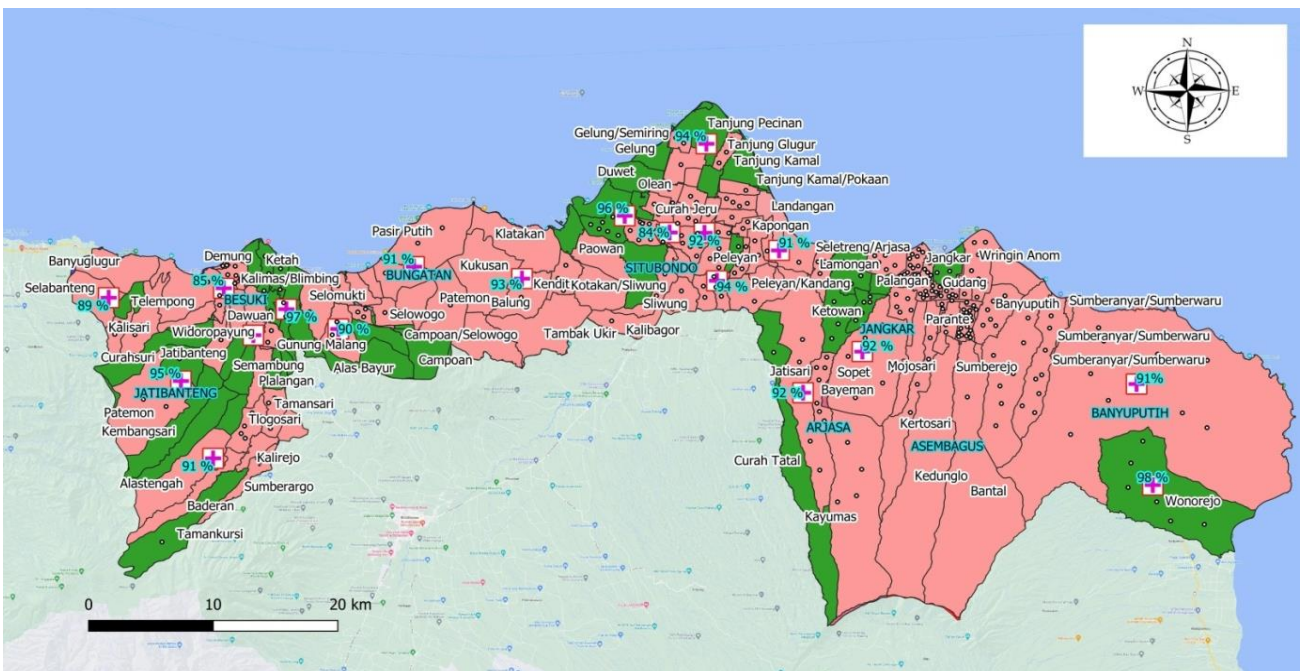 N
W
E
S
94 %
Tanjung Pecinan
Gelung/Semiring
Tanjung Glugur
Gelung
Tanjung Kamal
Duwet
Tanjung Kamal/Pokaan
Olean
96 %
Curah Jeru
Landangan
Pasir Putih
Klatakan
84 %
92 %
Kapongan
Paowan
91 %
Seletreng/Arjasa
Demung
Ketah
Peleyan
Lamongan
Jangkar
Wringin Anom
Banyuglugur
91 %
BUNGATAN
Kukusan
SITUBONDO
Palangan
Gudang
Selabanteng
85 %
Kalimas/Blimbing
93 %
Kendit
Kotakan/Sliwung
94 %
Peleyan/Kandang
89 %
Telempong
BESUKI
Selomukti
Patemon
Balung
Sliwung
Ketowan
Banyuputih
Sumberanyar/Sumberwaru
97 %
Dawuan
Selowogo
Parante
Kalisari
Widoropayung
90 %
Campoan/Selowogo
Tambak Ukir
Kalibagor
JANGKAR
Sumberanyar/Sumberwaru
Curahsuri
Jatibanteng
Gunung Malang
Campoan
92 %
Sumberanyar/Sumberwaru
Semambung
Alas Bayur
Jatisari
Sopet
Mojosari
Sumberejo
95 %
Plalangan
91%
JATIBANTENG
92 %
Bayeman
Patemon
Tamansari
BANYUPUTIH
Kembangsari
Tlogosari
ARJASA
Kertosari
ASEMBAGUS
91 %
Kalirejo
Curah Tatal
Alastengah
Kedunglo
98 %
Sumberargo
Bantal
Wonorejo
Baderan
Kayumas
Tamankursi
0
10
20 km